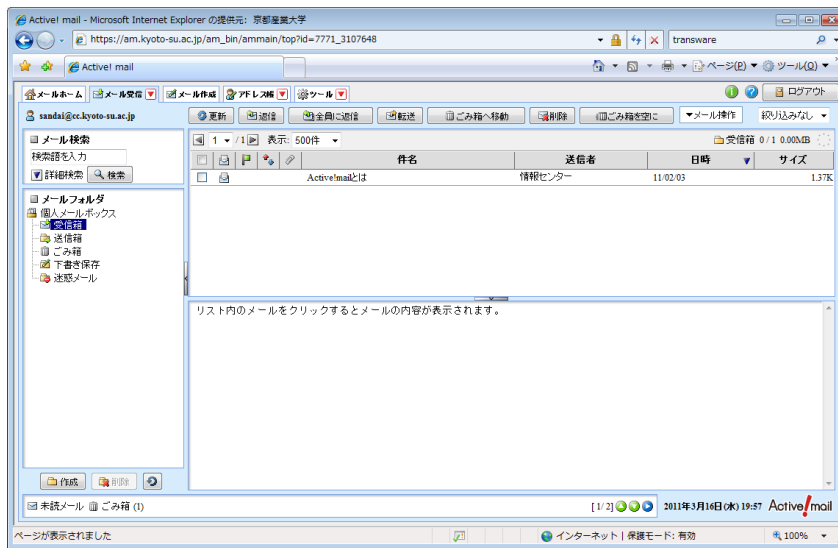 Active! mail - Microsoft Internet Explorer の提供元: 京都産業大学
https://am.kyoto-su.ac.jp/am_bin/ammain/top?id=7771_3107648
transware
Active! mail
ページ(P)
ツール(O)
メールホーム
メール受信
メール作成
アドレス帳
ツール
ログアウト
sandai@cc.kyoto-su.ac.jp
更新
返信
全員に返信
転送
ごみ箱へ移動
削除
ごみ箱を空に
▼メール操作
絞り込みなし
メール検索
検索語を入力
詳細検索
検索
1 /1 表示: 500件
受信箱 0 / 1 0.00MB
件名 送信者 日時 サイズ
Active!mailとは 情報センター 11/02/03 1.37K
メールフォルダ
個人メールボックス
受信箱
送信箱
ごみ箱
下書き保存
迷惑メール
リスト内のメールをクリックするとメールの内容が表示されます。
作成
削除
未読メール ごみ箱 (1)
[1/2]
2011年3月16日(水) 19:57
Active! mail
ページが表示されました
インターネット | 保護モード: 有効
100%